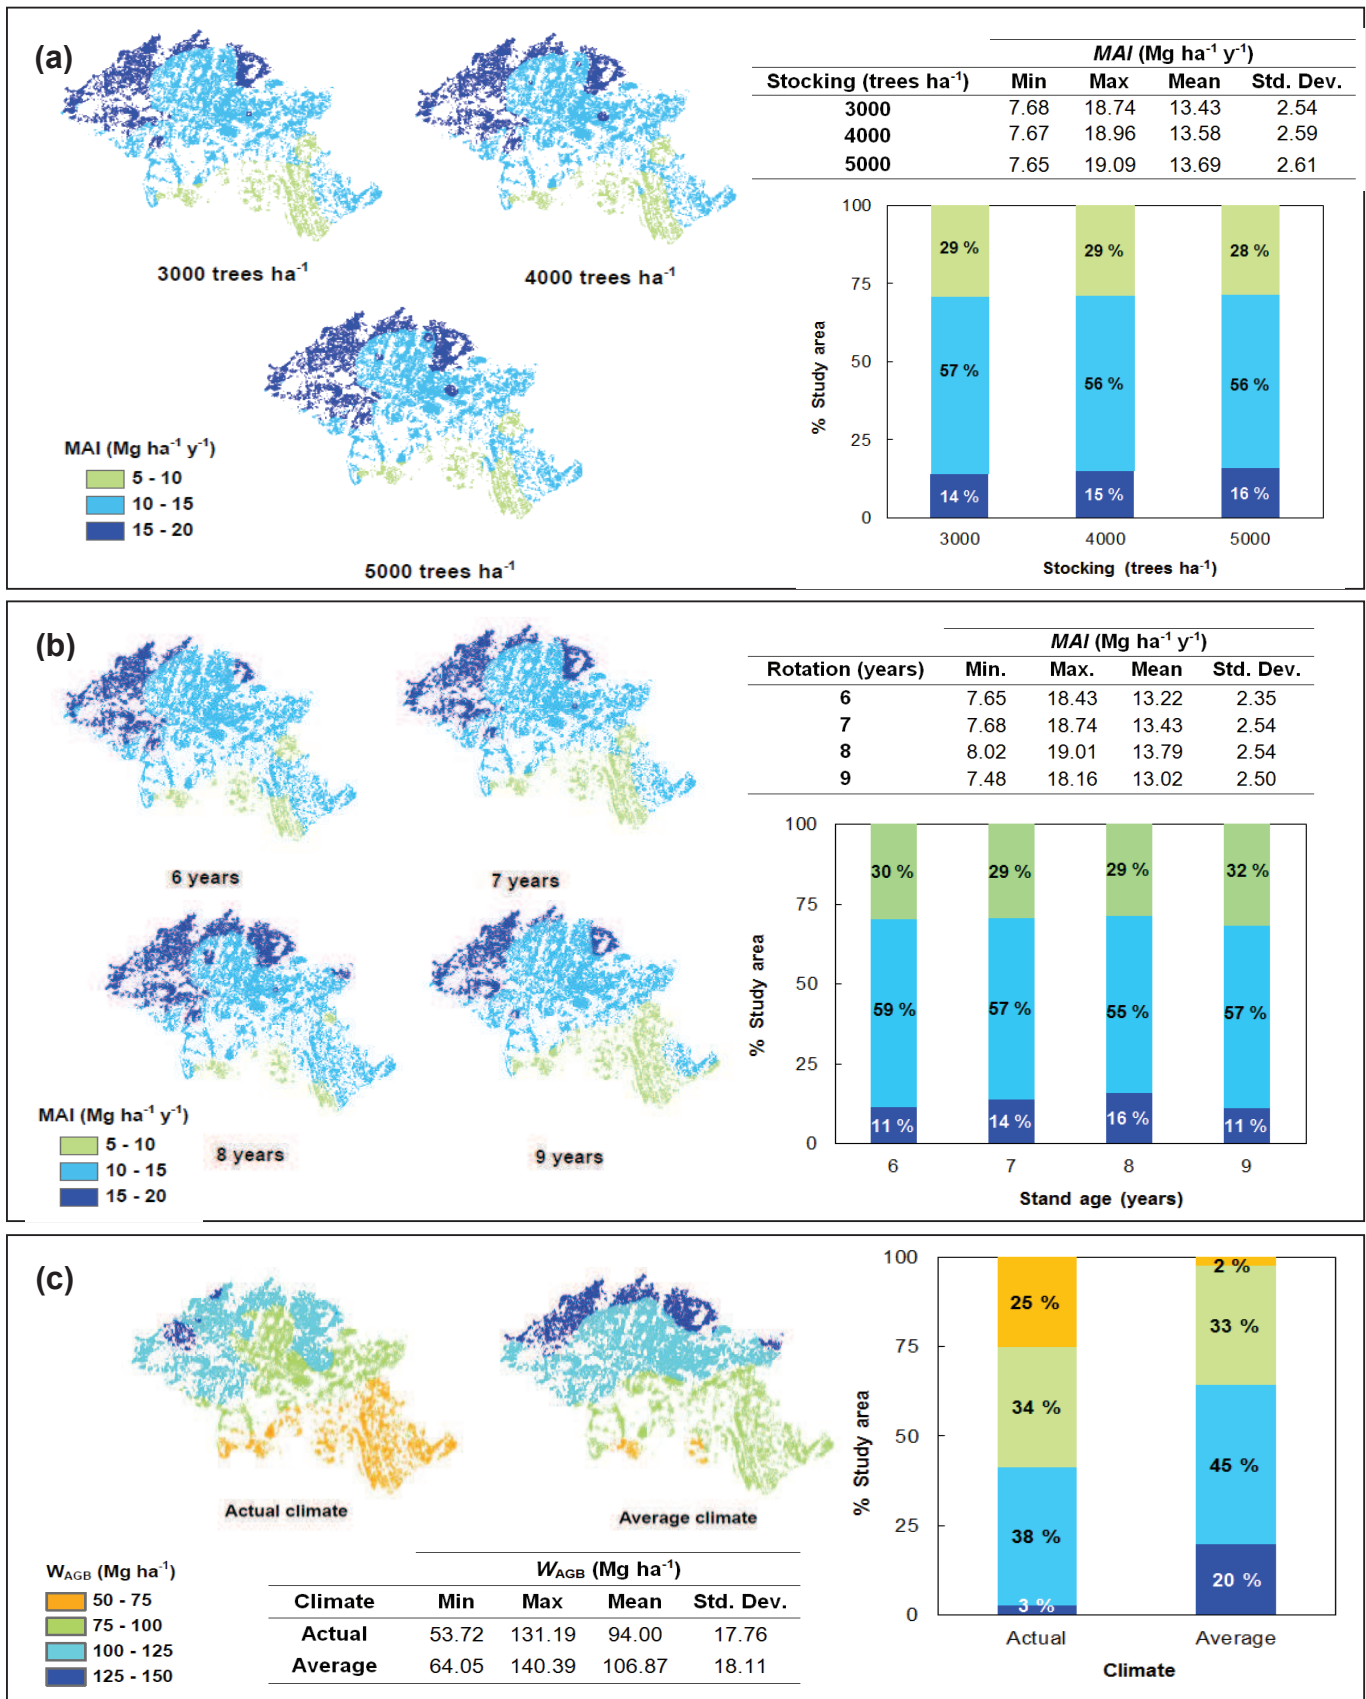 (a)
MAI (Mg ha⁻¹ y⁻¹)
Stocking (trees ha⁻¹) Min Max Mean Std. Dev.
3000 7.68 18.74 13.43 2.54
4000 7.67 18.96 13.58 2.59
5000 7.65 19.09 13.69 2.61
3000 trees ha⁻¹
4000 trees ha⁻¹
5000 trees ha⁻¹
MAI (Mg ha⁻¹ y⁻¹)
5 - 10
10 - 15
15 - 20
% Study area
100
75
50
25
0
29 %
29 %
28 %
57 %
56 %
56 %
14 %
15 %
16 %
3000 4000 5000
Stocking (trees ha⁻¹)
(b)
MAI (Mg ha⁻¹ y⁻¹)
Rotation (years) Min. Max. Mean Std. Dev.
6 7.65 18.43 13.22 2.35
7 7.68 18.74 13.43 2.54
8 8.02 19.01 13.79 2.54
9 7.48 18.16 13.02 2.50
6 years
7 years
8 years
9 years
MAI (Mg ha⁻¹ y⁻¹)
5 - 10
10 - 15
15 - 20
% Study area
100
75
50
25
0
30 %
29 %
29 %
32 %
59 %
57 %
55 %
57 %
11 %
14 %
16 %
11 %
6 7 8 9
Stand age (years)
(c)
Actual climate
Average climate
W_AGB (Mg ha⁻¹)
50 - 75
75 - 100
100 - 125
125 - 150
W_AGB (Mg ha⁻¹)
Climate Min Max Mean Std. Dev.
Actual 53.72 131.19 94.00 17.76
Average 64.05 140.39 106.87 18.11
% Study area
100
75
50
25
0
25 %
2 %
34 %
33 %
38 %
45 %
3 %
20 %
Actual Average
Climate